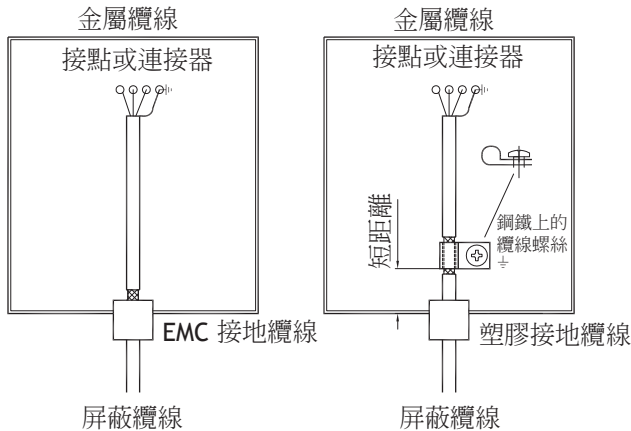 金屬纜線
接點或連接器
EMC 接地纜線
屏蔽纜線
金屬纜線
接點或連接器
短距離
鋼鐵上的
纜線螺絲
塑膠接地纜線
屏蔽纜線